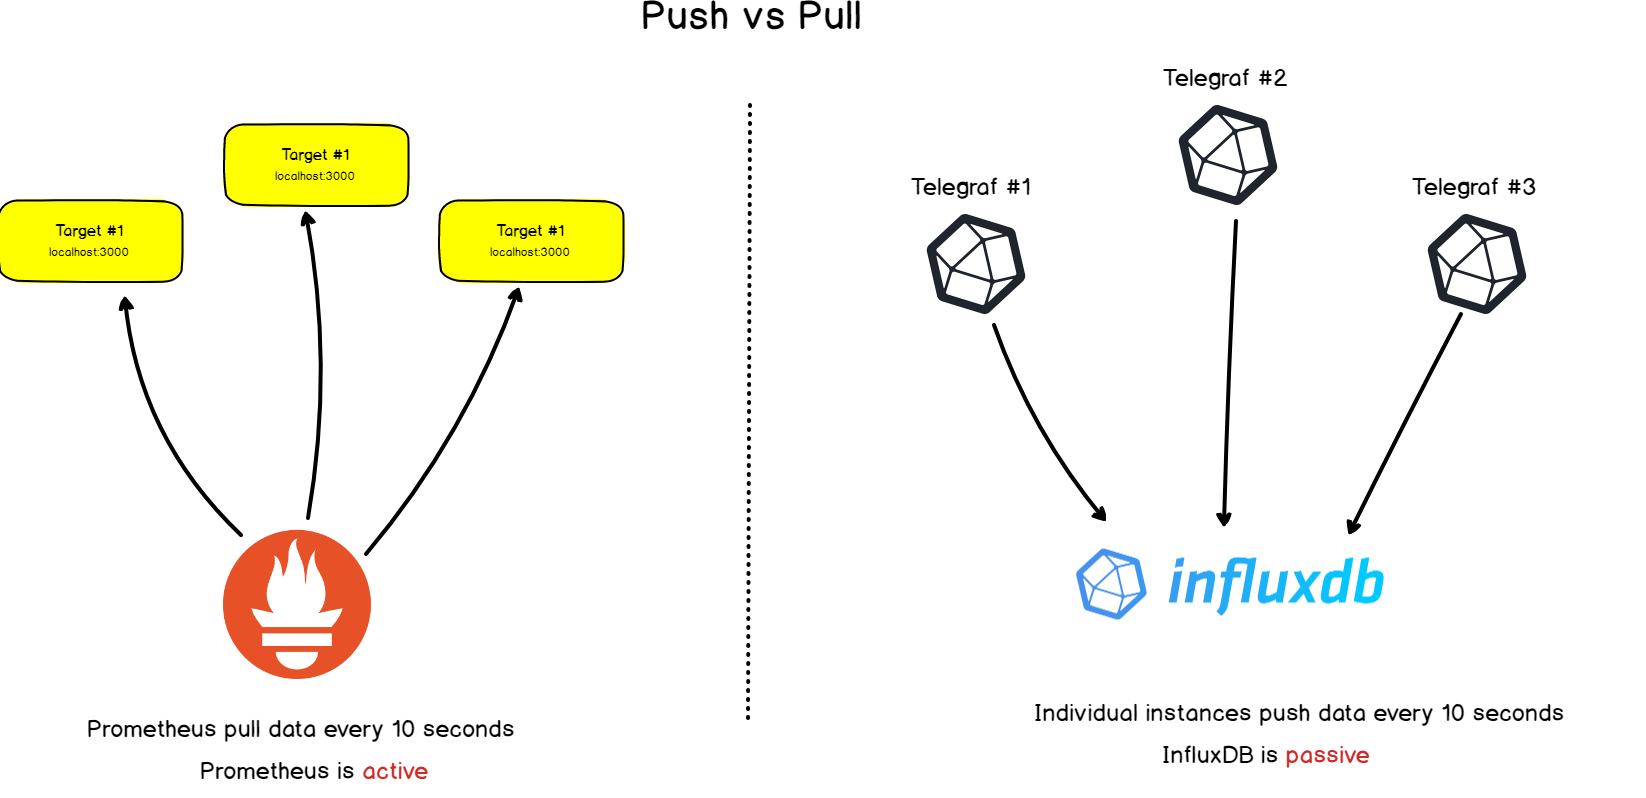 Push vs Pull
Target #1
localhost:3000
Target #1
localhost:3000
Target #1
localhost:3000
Prometheus pull data every 10 seconds
Prometheus is active
Telegraf #2
Telegraf #1
Telegraf #3
influxdb
Individual instances push data every 10 seconds
InfluxDB is passive